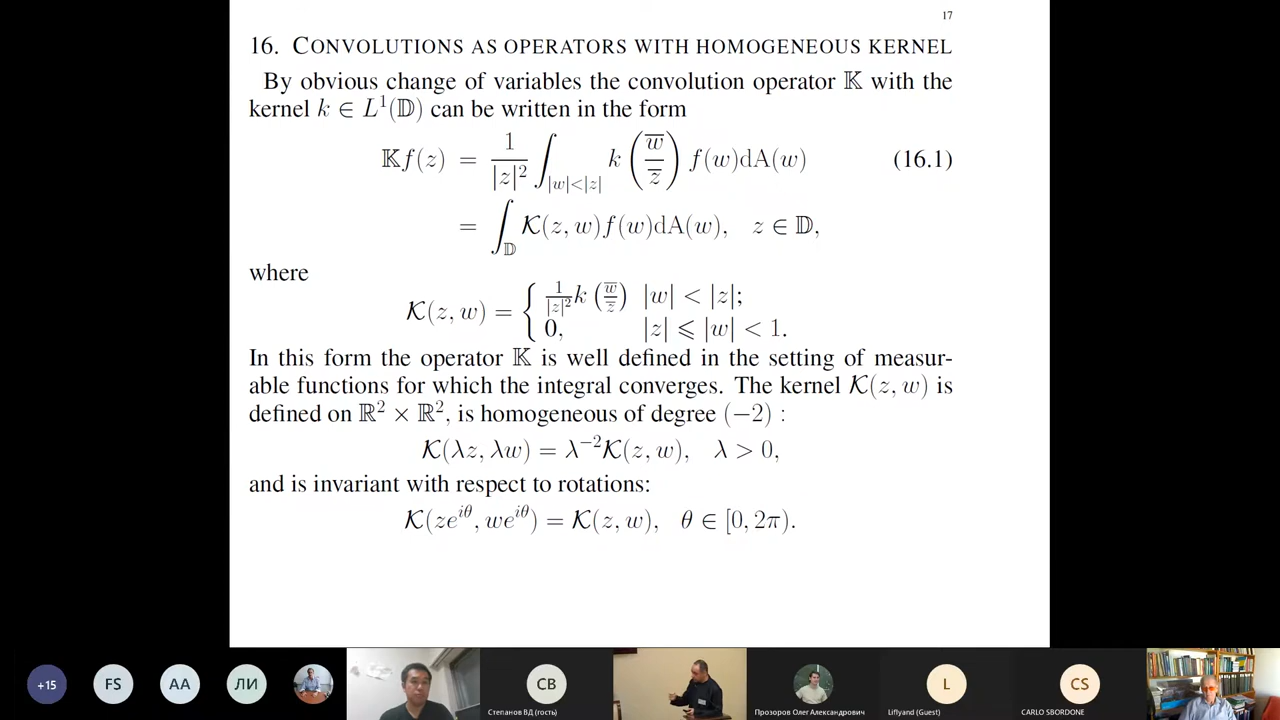 17
16. CONVOLUTIONS AS OPERATORS WITH HOMOGENEOUS KERNEL
By obvious change of variables the convolution operator 𝕂 with the
kernel k ∈ L¹(𝔻) can be written in the form
𝕂f(z) = 1/|z|² ∫_{|w|<|z|} k(w̅/z̅) f(w)dA(w) (16.1)
= ∫_𝔻 𝒦(z, w)f(w)dA(w), z ∈ 𝔻,
where
𝒦(z, w) = { 1/|z|² k(w̅/z̅) |w| < |z|;
0, |z| ⩽ |w| < 1.
In this form the operator 𝕂 is well defined in the setting of measur-
able functions for which the integral converges. The kernel 𝒦(z, w) is
defined on ℝ² × ℝ², is homogeneous of degree (−2) :
𝒦(λz, λw) = λ⁻²𝒦(z, w), λ > 0,
and is invariant with respect to rotations:
𝒦(ze^{iθ}, we^{iθ}) = 𝒦(z, w), θ ∈ [0, 2π).
+15
FS
AA
ЛИ
СВ
Степанов ВД (гость)
Прозоров Олег Александрович
L
Liflyand (Guest)
CS
CARLO SBORDONE